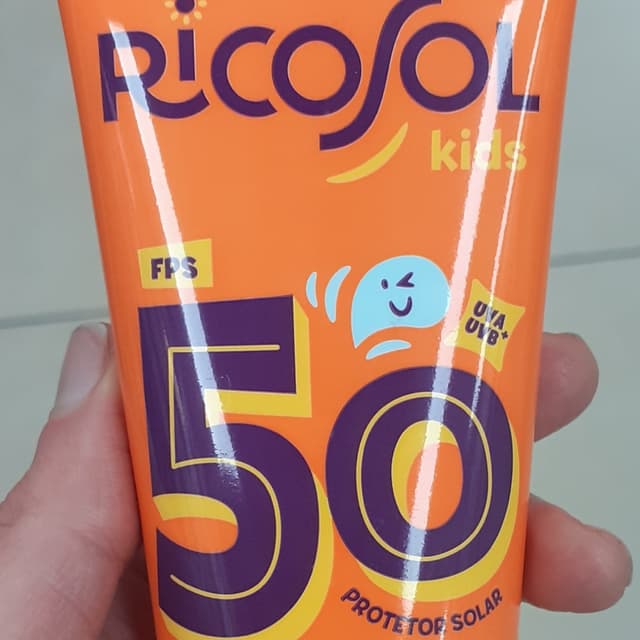 RICOSOL
kids
FPS
50
UVA
UVB+
PROTETOR SOLAR